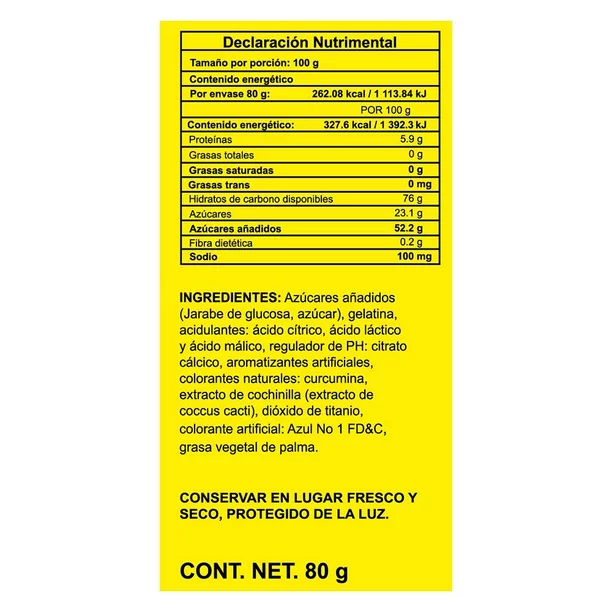 Declaración Nutrimental
Tamaño por porción: 100 g
Contenido energético
Por envase 80 g: 262.08 kcal / 1 113.84 kJ
POR 100 g
Contenido energético: 327.6 kcal / 1 392.3 kJ
Proteínas 5.9 g
Grasas totales 0 g
Grasas saturadas 0 g
Grasas trans 0 mg
Hidratos de carbono disponibles 76 g
Azúcares 23.1 g
Azúcares añadidos 52.2 g
Fibra dietética 0.2 g
Sodio 100 mg
INGREDIENTES: Azúcares añadidos
(Jarabe de glucosa, azúcar), gelatina,
acidulantes: ácido cítrico, ácido láctico
y ácido málico, regulador de PH: citrato
cálcico, aromatizantes artificiales,
colorantes naturales: curcumina,
extracto de cochinilla (extracto de
coccus cacti), dióxido de titanio,
colorante artificial: Azul No 1 FD&C,
grasa vegetal de palma.
CONSERVAR EN LUGAR FRESCO Y
SECO, PROTEGIDO DE LA LUZ.
CONT. NET. 80 g